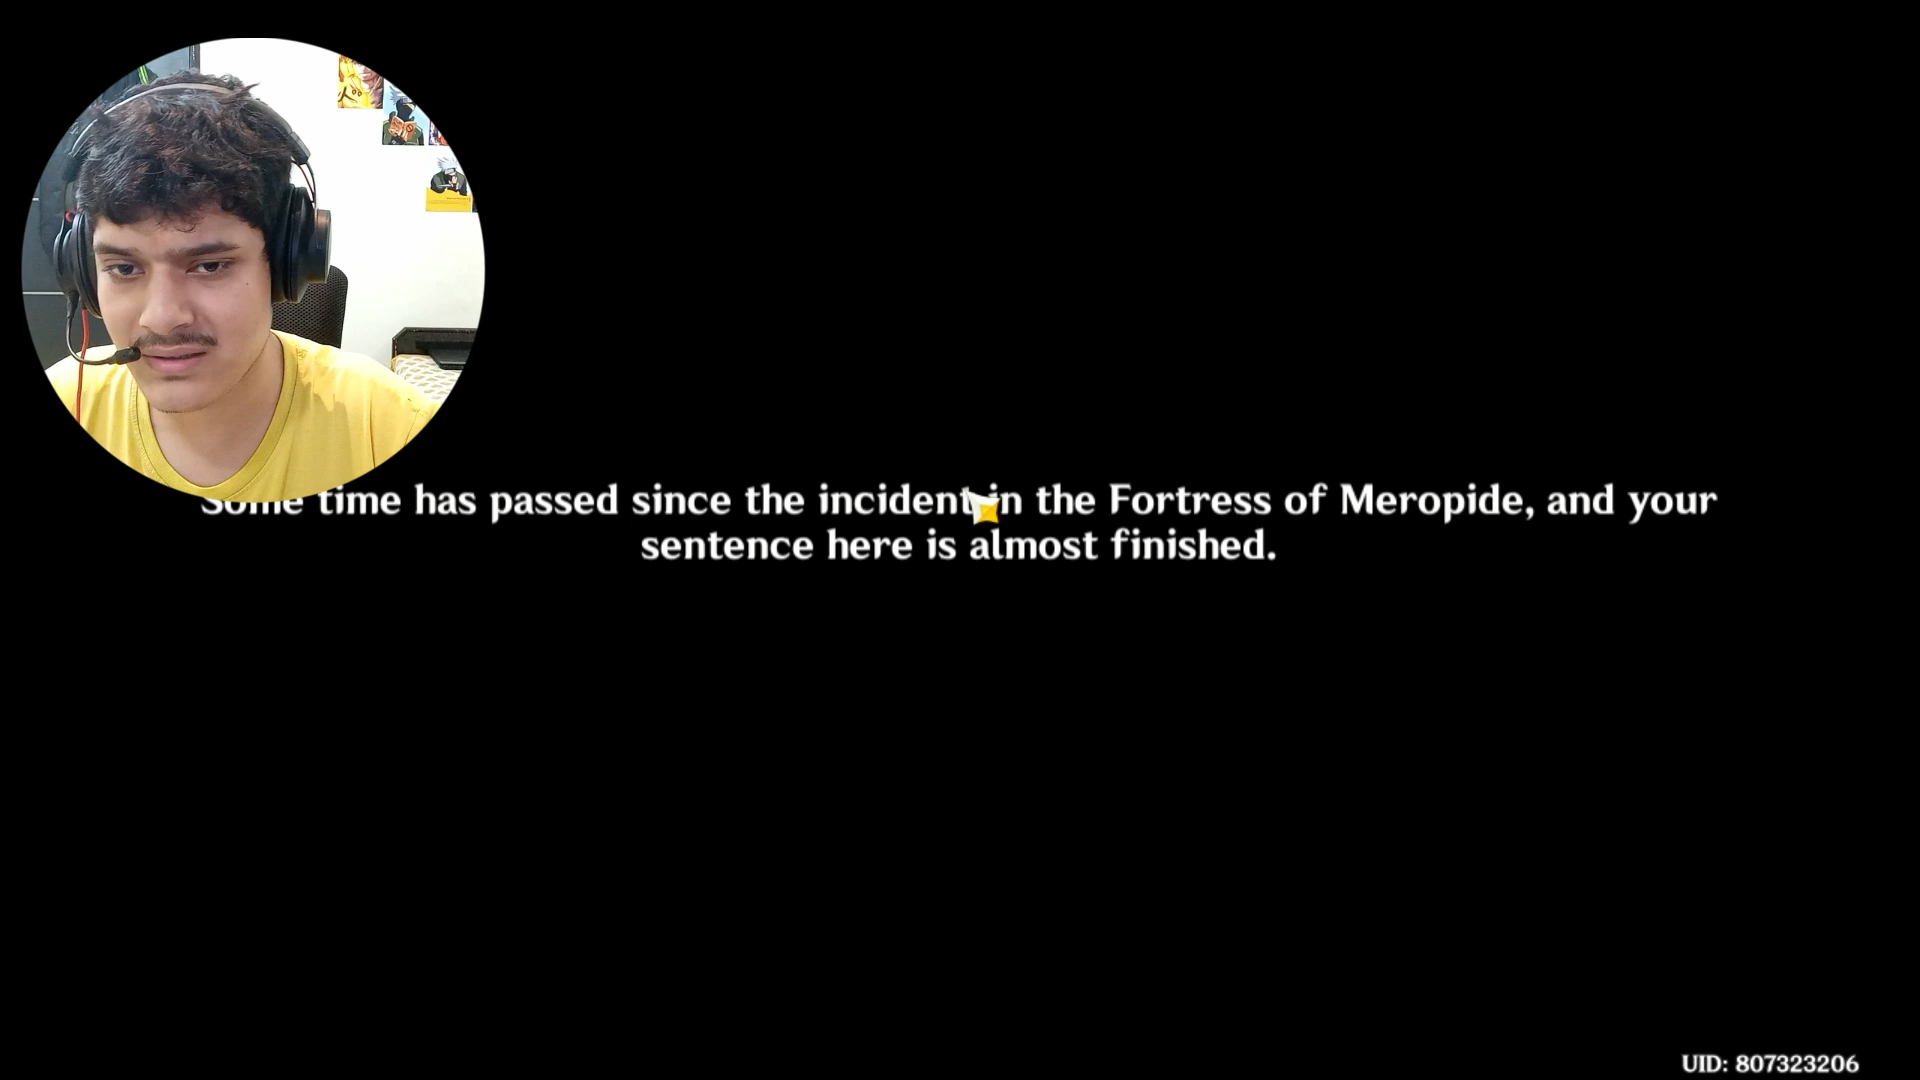 Some time has passed since the incident in the Fortress of Meropide, and your
sentence here is almost finished.
UID: 807323206